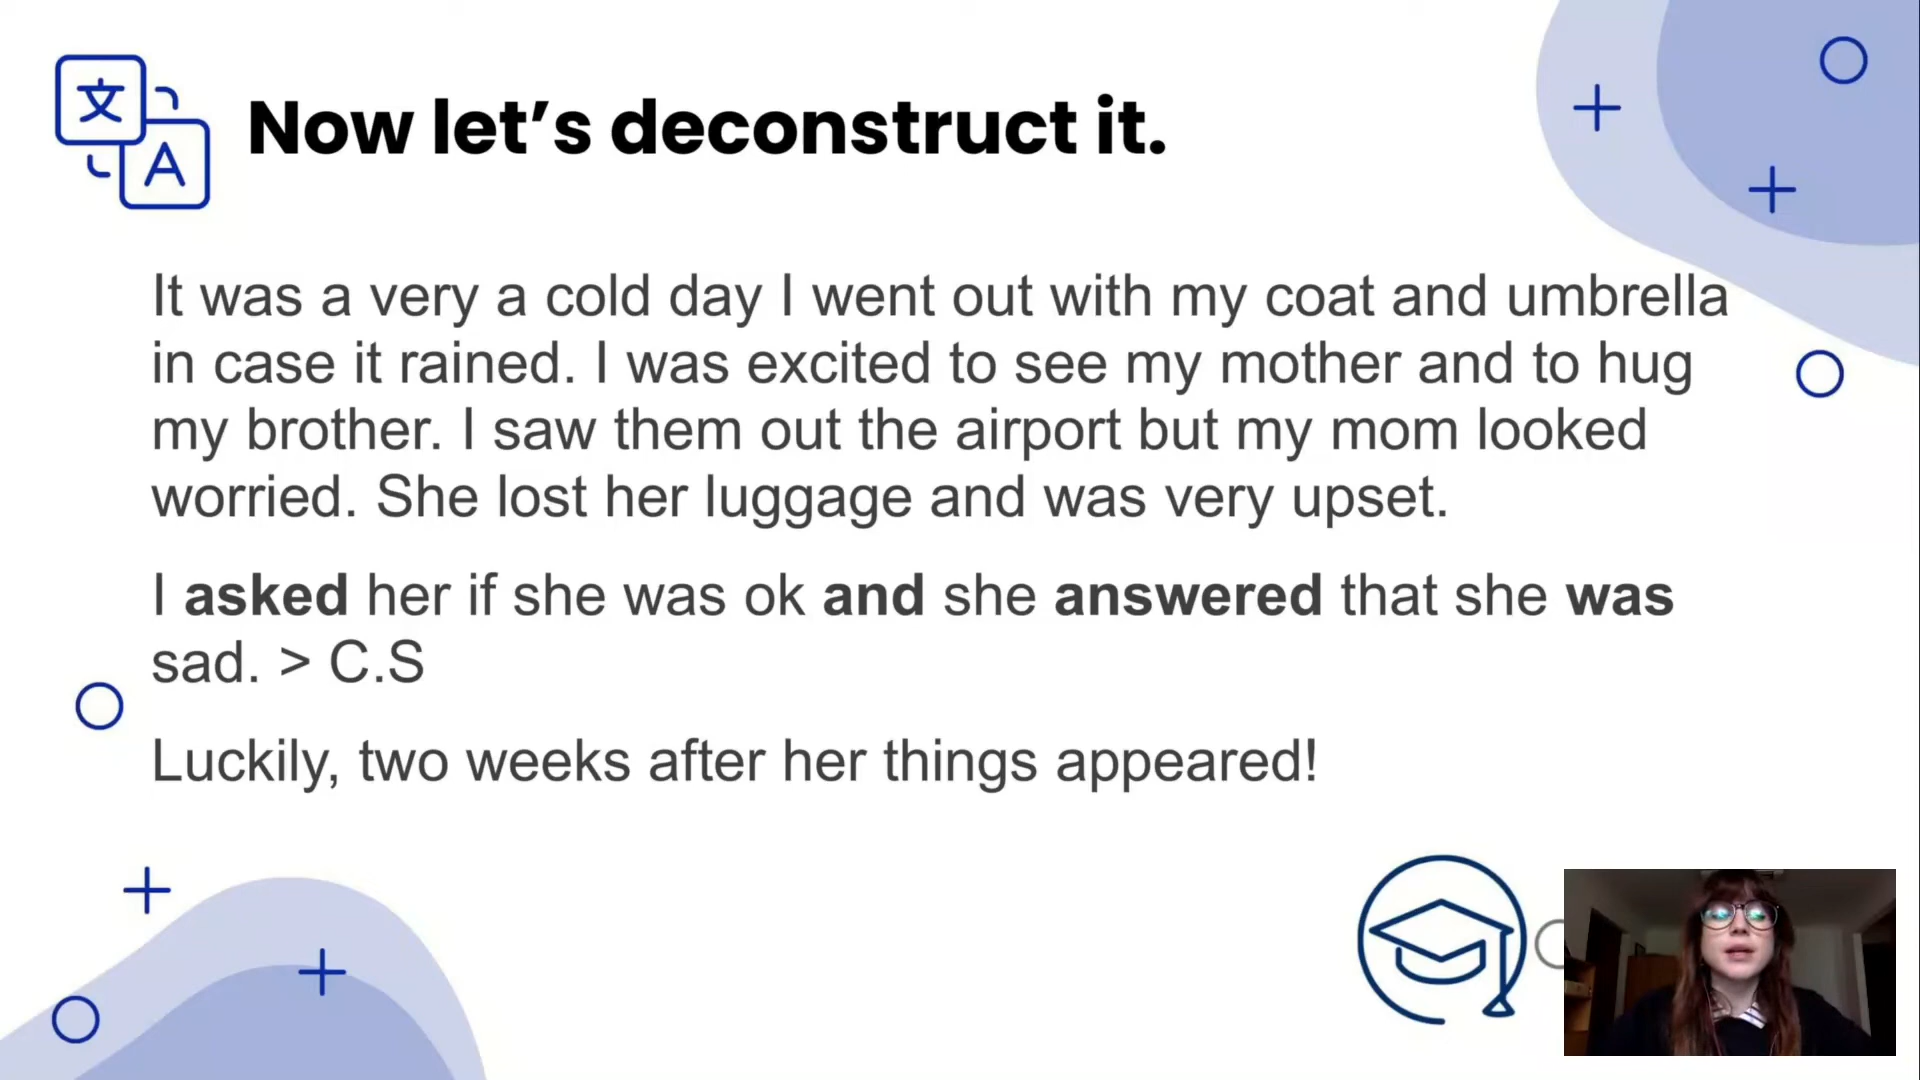 文
A
Now let’s deconstruct it.
It was a very a cold day I went out with my coat and umbrella
in case it rained. I was excited to see my mother and to hug
my brother. I saw them out the airport but my mom looked
worried. She lost her luggage and was very upset.
I asked her if she was ok and she answered that she was
sad. > C.S
Luckily, two weeks after her things appeared!